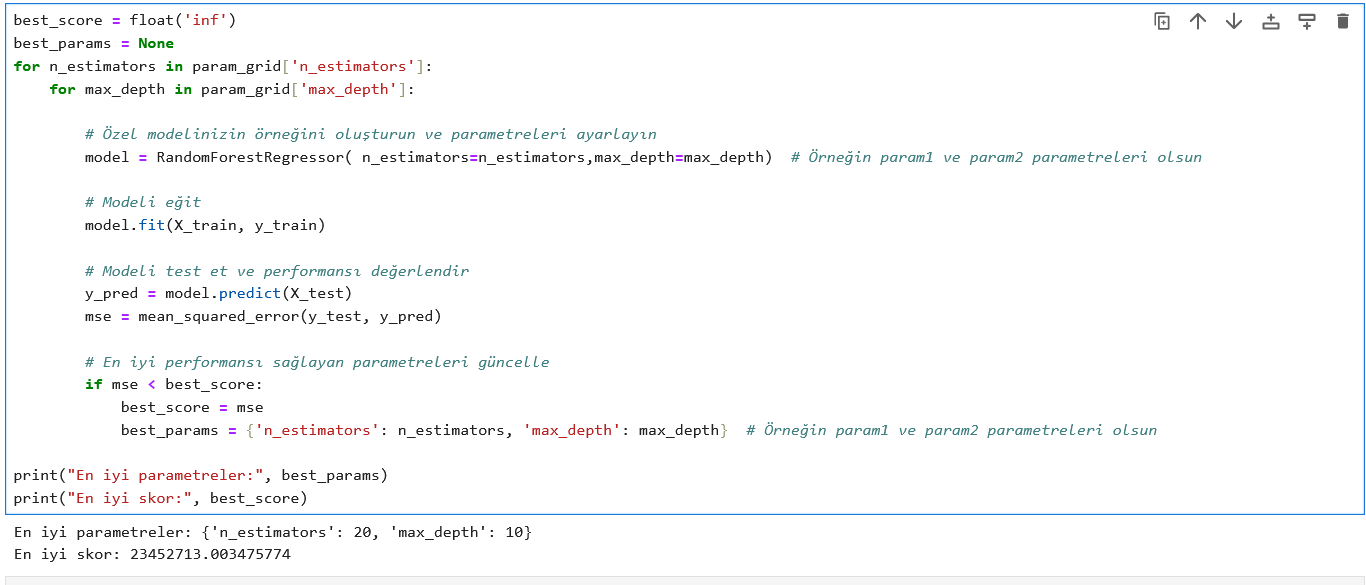 best_score = float('inf')
best_params = None
for n_estimators in param_grid['n_estimators']:
    for max_depth in param_grid['max_depth']:
        # Özel modelinizin örneğini oluşturun ve parametreleri ayarlayın
        model = RandomForestRegressor( n_estimators=n_estimators,max_depth=max_depth)  # Örneğin param1 ve param2 parametreleri olsun
        # Modeli eğit
        model.fit(X_train, y_train)
        # Modeli test et ve performansı değerlendir
        y_pred = model.predict(X_test)
        mse = mean_squared_error(y_test, y_pred)
        # En iyi performansı sağlayan parametreleri güncelle
        if mse < best_score:
            best_score = mse
            best_params = {'n_estimators': n_estimators, 'max_depth': max_depth}  # Örneğin param1 ve param2 parametreleri olsun
print("En iyi parametreler:", best_params)
print("En iyi skor:", best_score)
En iyi parametreler: {'n_estimators': 20, 'max_depth': 10}
En iyi skor: 23452713.003475774